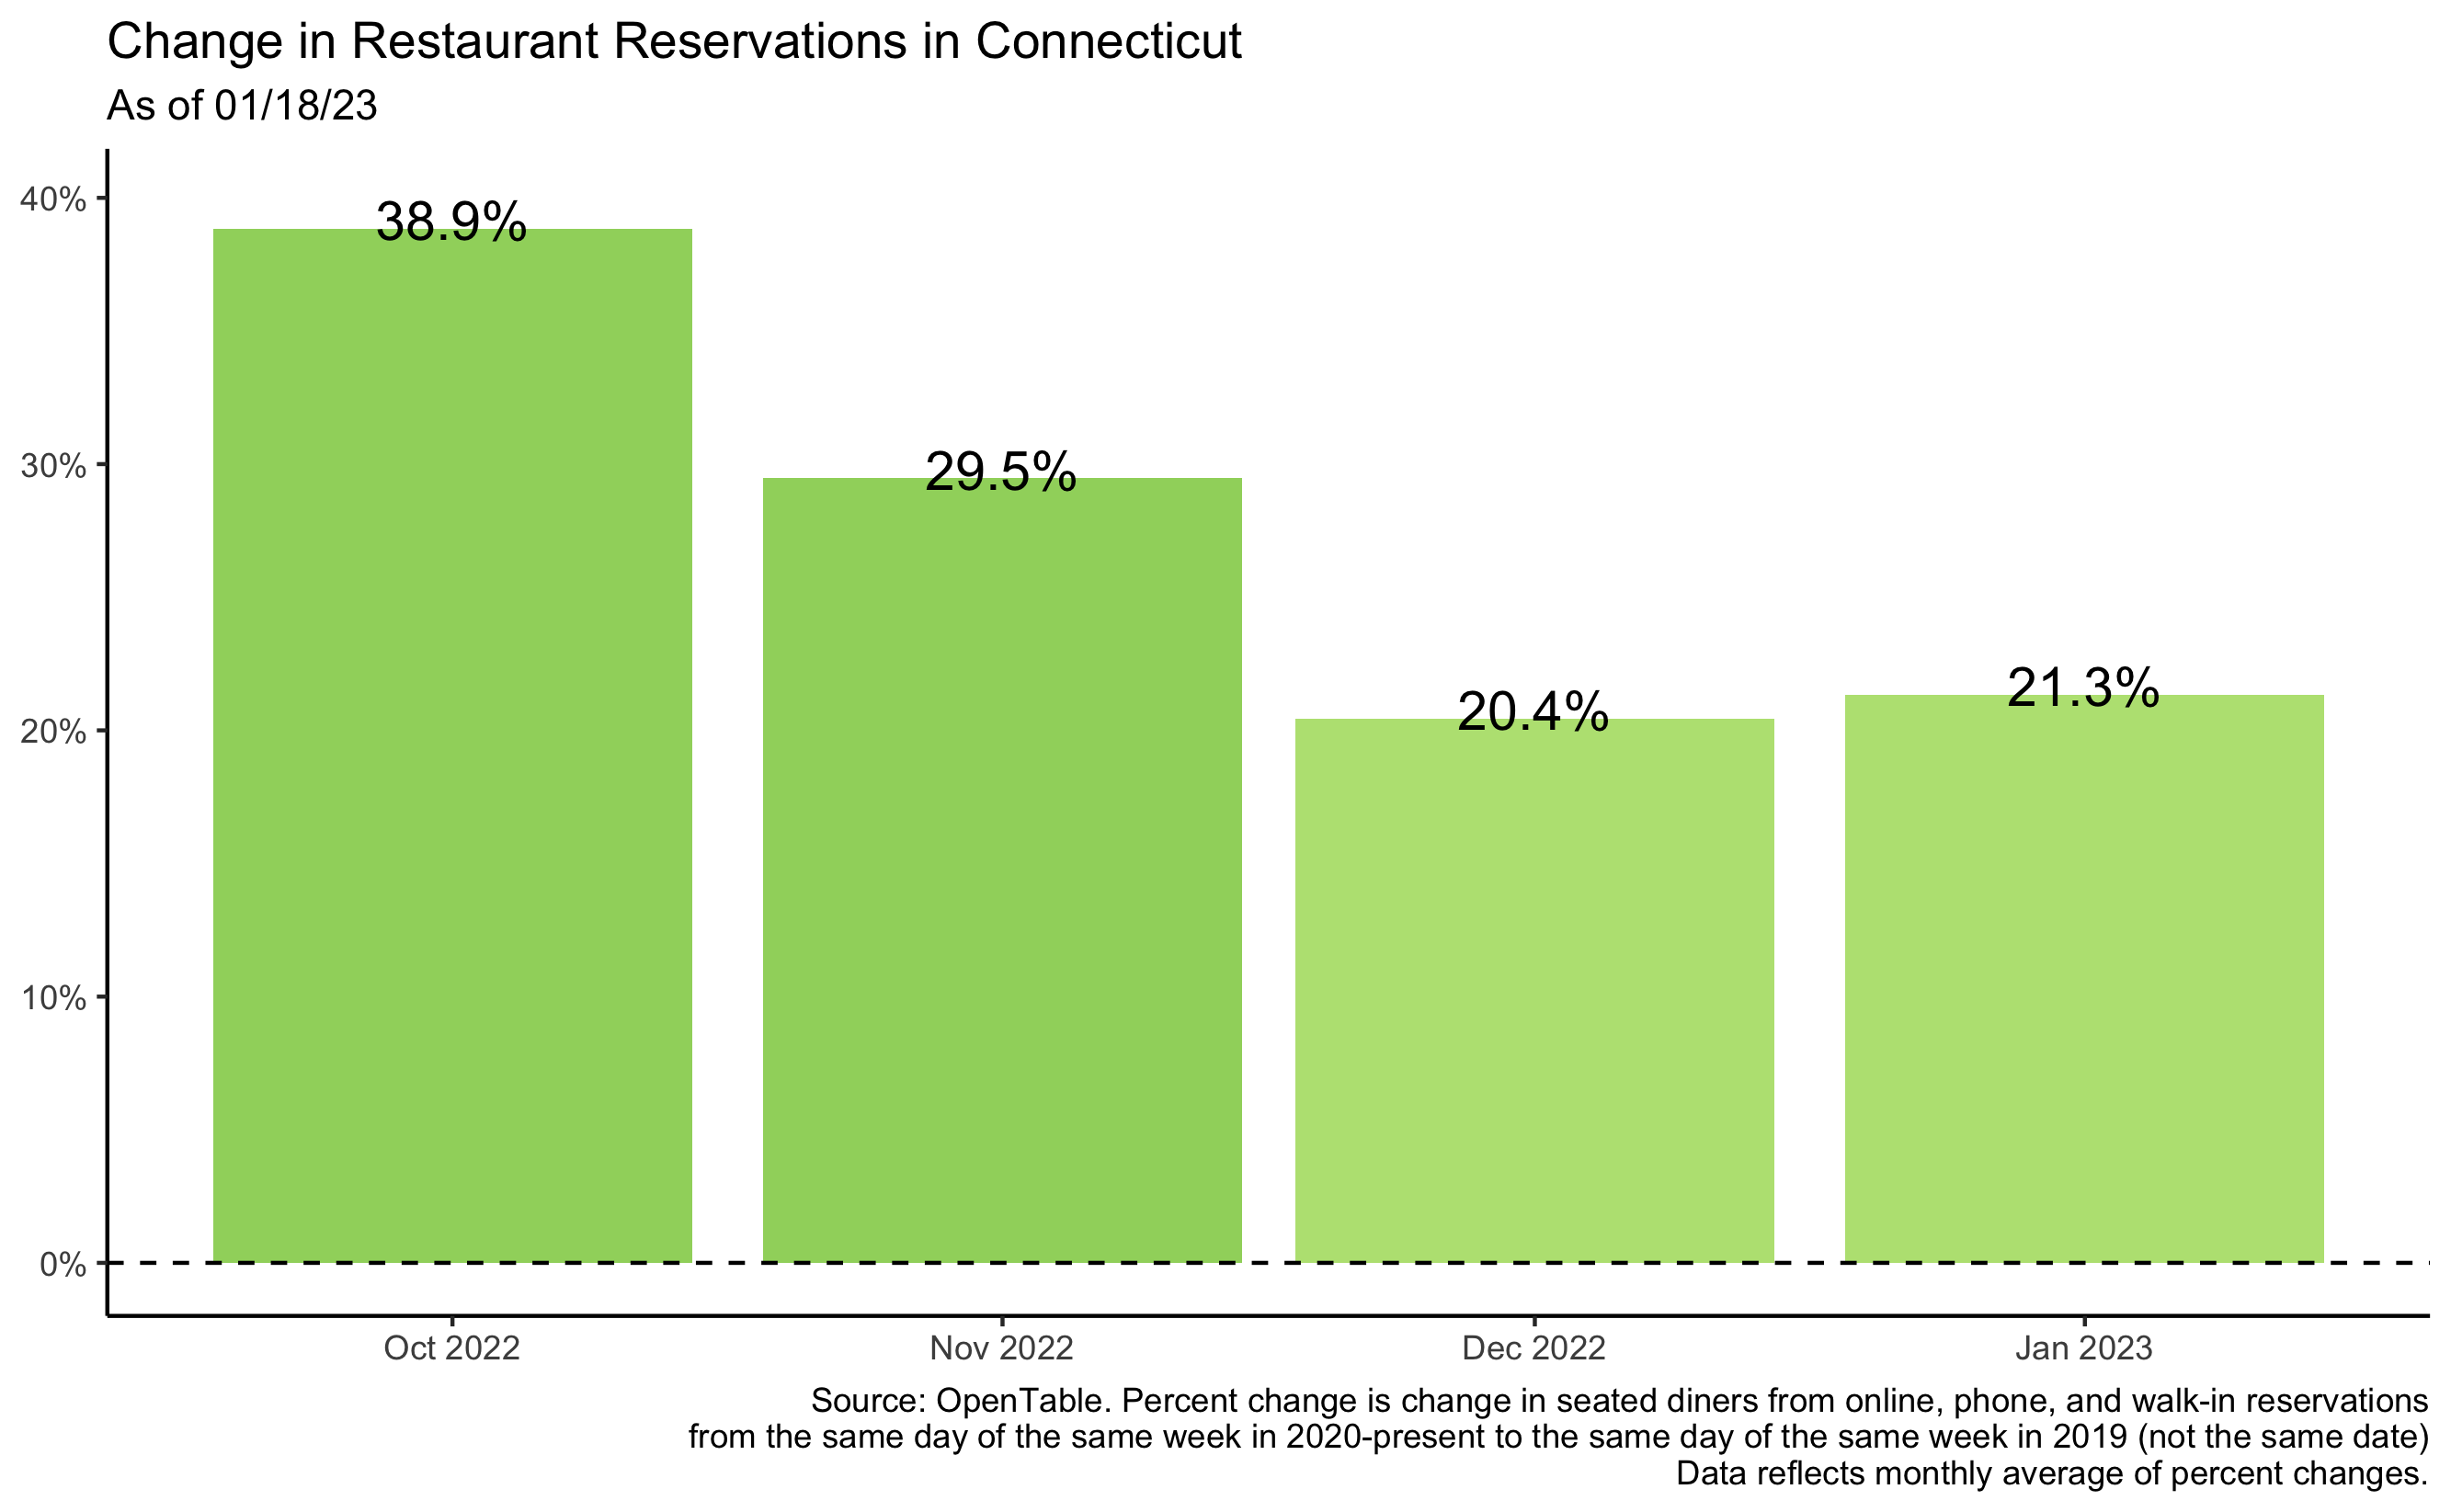 Change in Restaurant Reservations in Connecticut
As of 01/18/23
40%
30%
20%
10%
0%
38.9%
29.5%
20.4%
21.3%
Oct 2022
Nov 2022
Dec 2022
Jan 2023
Source: OpenTable. Percent change is change in seated diners from online, phone, and walk-in reservations
from the same day of the same week in 2020-present to the same day of the same week in 2019 (not the same date)
Data reflects monthly average of percent changes.